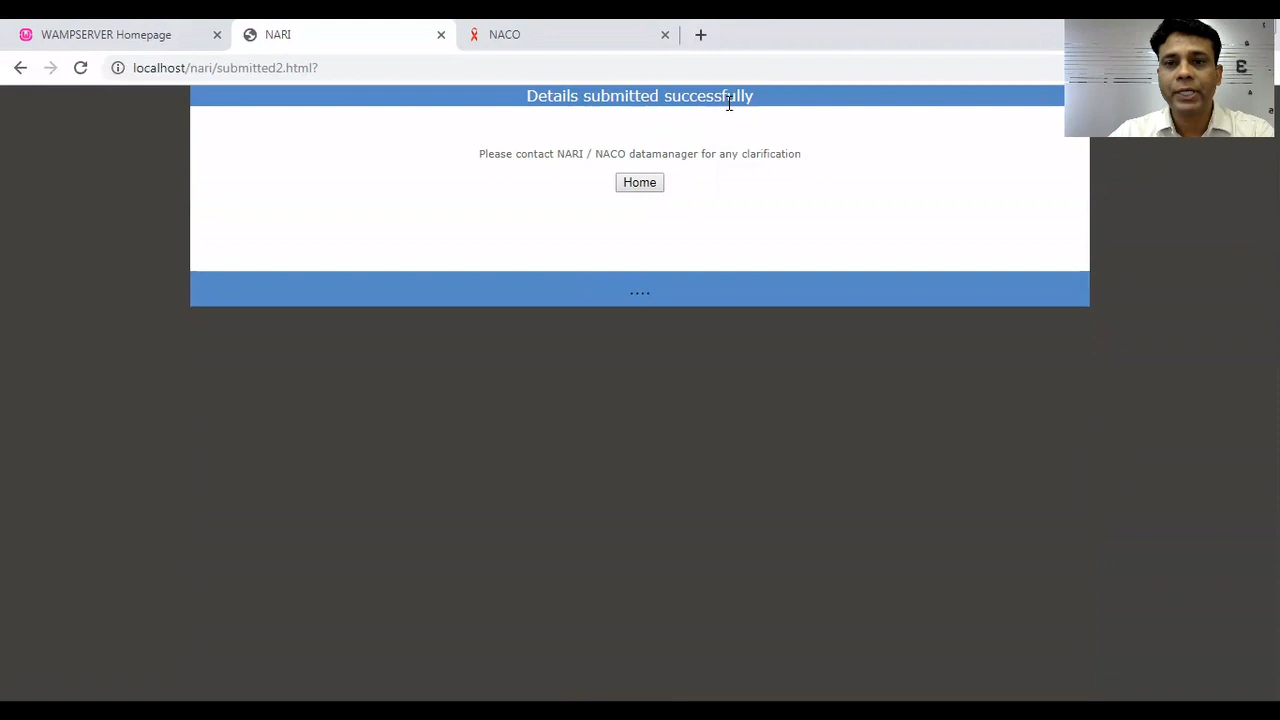 WAMPSERVER Homepage
NARI
NACO
localhost/nari/submitted2.html?
Details submitted successfully
Please contact NARI / NACO datamanager for any clarification
Home
....